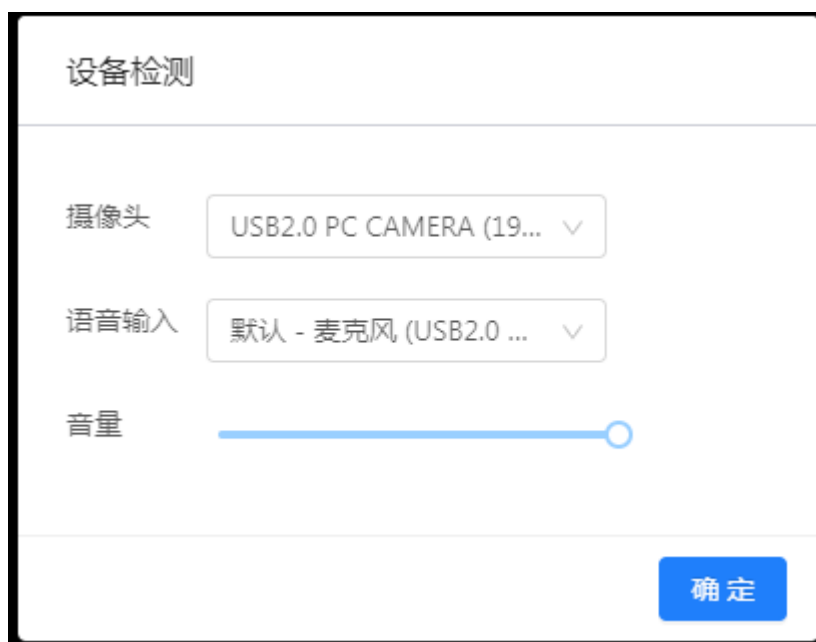 设备检测
摄像头
USB2.0 PC CAMERA (19...
语音输入
默认 - 麦克风 (USB2.0 ...
音量
确 定